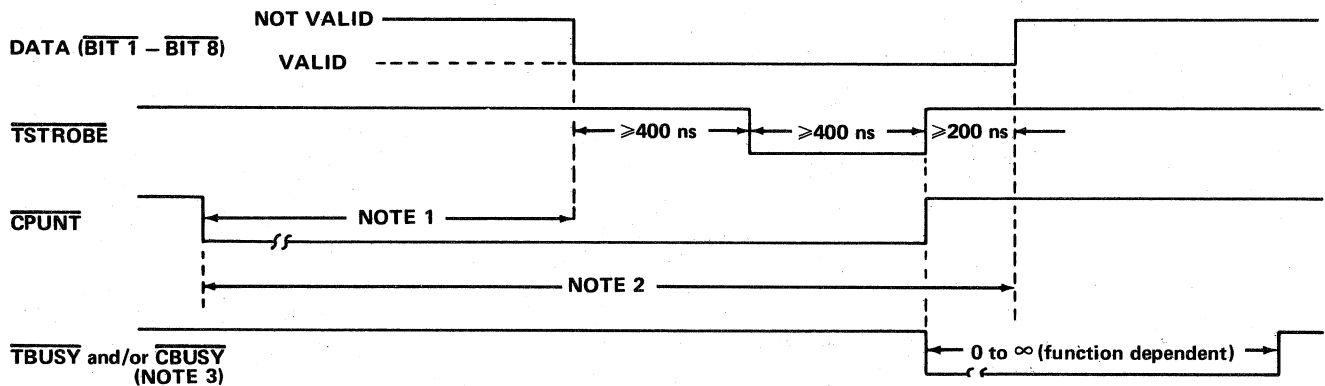 NOT VALID
DATA (BIT 1 – BIT 8)
VALID
TSTROBE
≥400 ns
≥400 ns
≥200 ns
CPUNT
NOTE 1
NOTE 2
TBUSY and/or CBUSY
(NOTE 3)
0 to ∞ (function dependent)